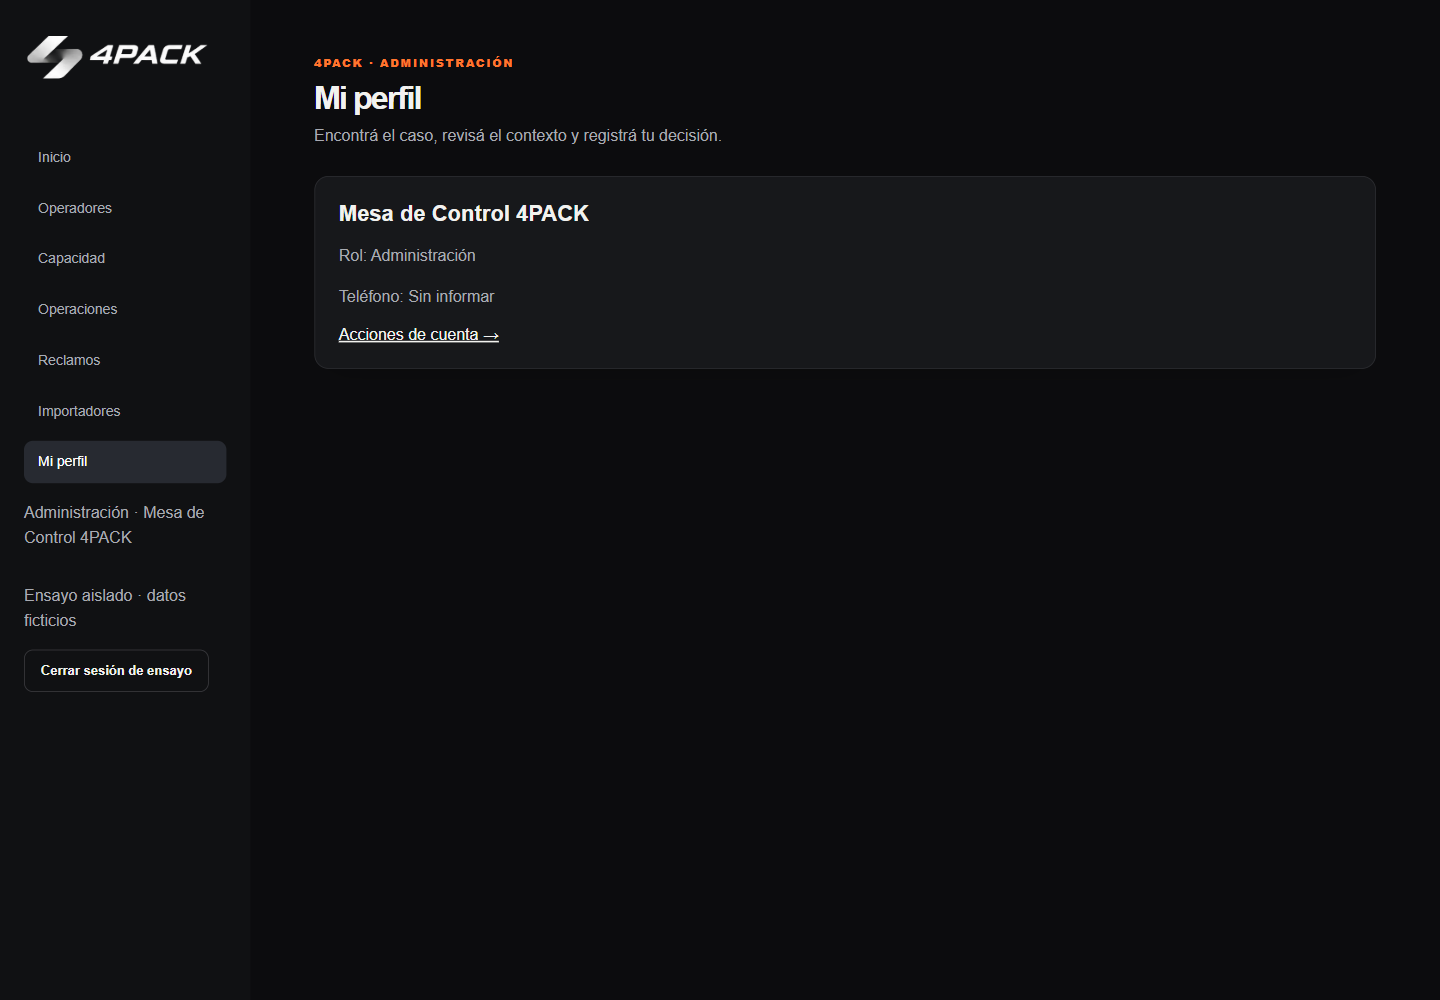 4PACK
Inicio
Operadores
Capacidad
Operaciones
Reclamos
Importadores
Mi perfil
Administración · Mesa de
Control 4PACK
Ensayo aislado · datos
ficticios
Cerrar sesión de ensayo
4PACK · ADMINISTRACIÓN
Mi perfil
Encontrá el caso, revisá el contexto y registrá tu decisión.
Mesa de Control 4PACK
Rol: Administración
Teléfono: Sin informar
Acciones de cuenta →